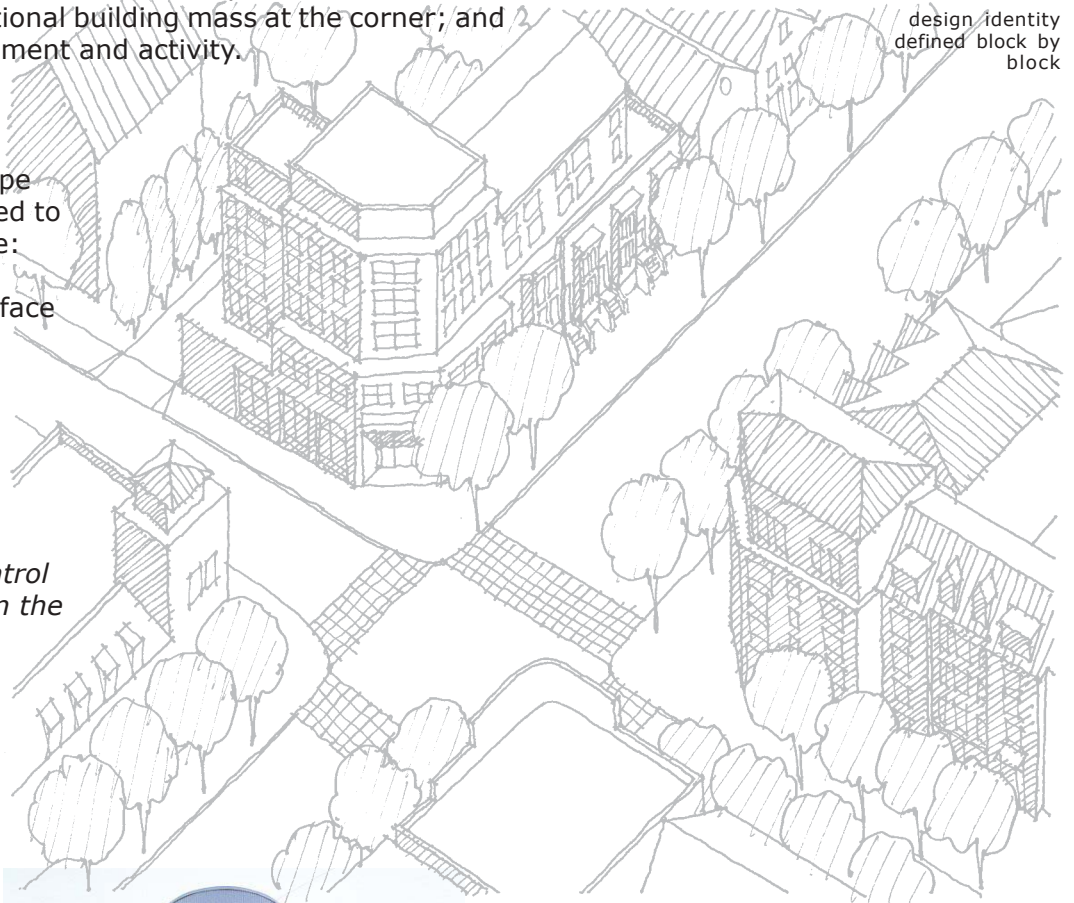 tional building mass at the corner; and
ment and activity.
design identity
defined block by
block
pe
ed to
e:
face
trol
n the